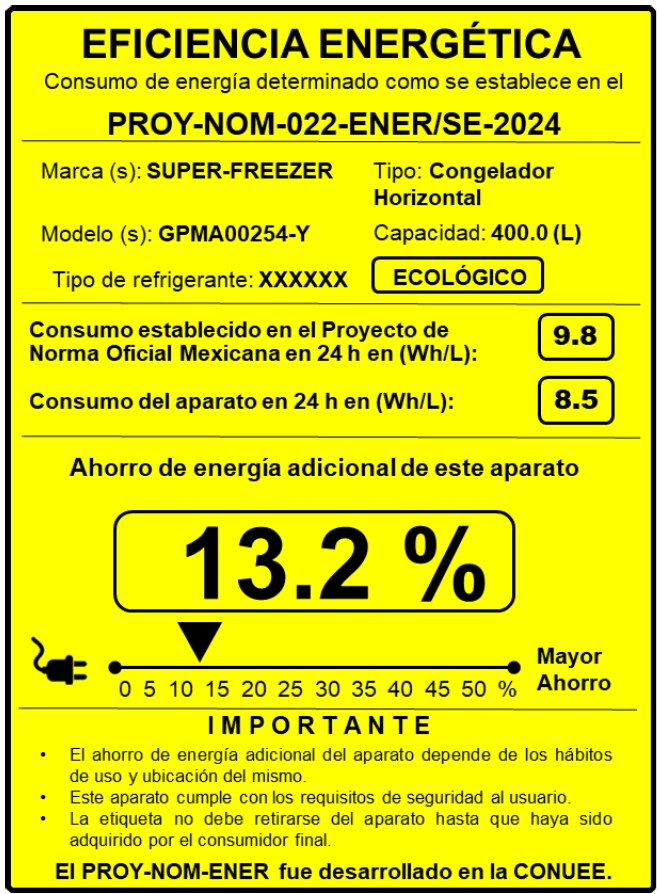 EFICIENCIA ENERGÉTICA
Consumo de energía determinado como se establece en el
PROY-NOM-022-ENER/SE-2024
Marca (s): SUPER-FREEZER
Tipo: Congelador
Horizontal
Modelo (s): GPMA00254-Y
Capacidad: 400.0 (L)
Tipo de refrigerante: XXXXXX
ECOLÓGICO
Consumo establecido en el Proyecto de
Norma Oficial Mexicana en 24 h en (Wh/L):
9.8
Consumo del aparato en 24 h en (Wh/L):
8.5
Ahorro de energía adicional de este aparato
13.2 %
0 5 10 15 20 25 30 35 40 45 50 %
Mayor
Ahorro
IMPORTANTE
• El ahorro de energía adicional del aparato depende de los hábitos
de uso y ubicación del mismo.
• Este aparato cumple con los requisitos de seguridad al usuario.
• La etiqueta no debe retirarse del aparato hasta que haya sido
adquirido por el consumidor final.
El PROY-NOM-ENER fue desarrollado en la CONUEE.